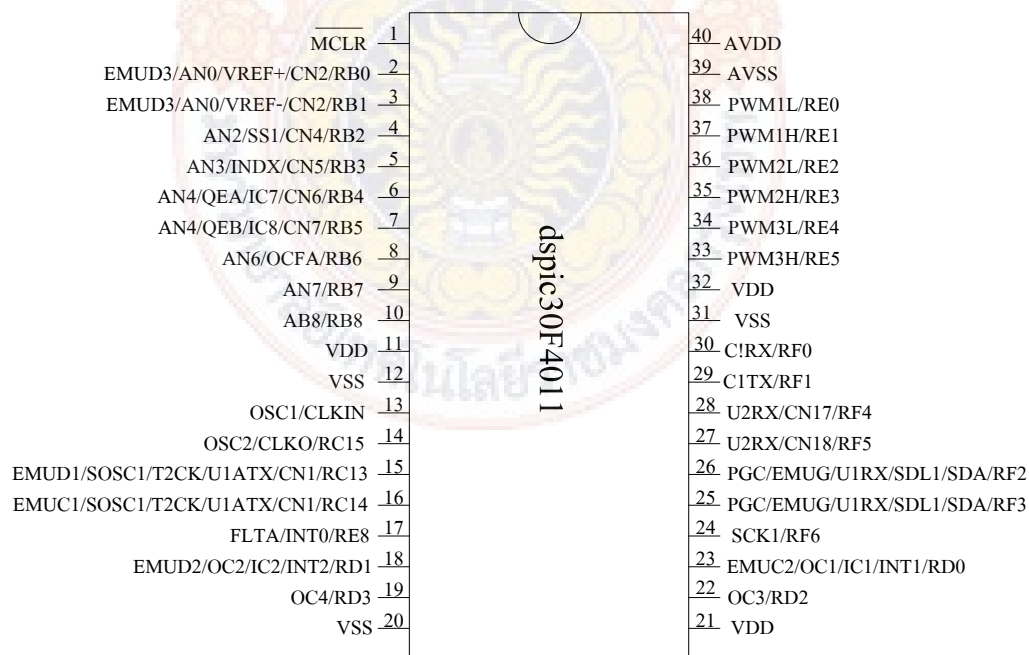 MCLR 1
EMUD3/AN0/VREF+/CN2/RB0 2
EMUD3/AN0/VREF-/CN2/RB1 3
AN2/SS1/CN4/RB2 4
AN3/INDX/CN5/RB3 5
AN4/QEA/IC7/CN6/RB4 6
AN4/QEB/IC8/CN7/RB5 7
AN6/OCFA/RB6 8
AN7/RB7 9
AB8/RB8 10
VDD 11
VSS 12
OSC1/CLKIN 13
OSC2/CLKO/RC15 14
EMUD1/SOSC1/T2CK/U1ATX/CN1/RC13 15
EMUC1/SOSC1/T2CK/U1ATX/CN1/RC14 16
FLTA/INT0/RE8 17
EMUD2/OC2/IC2/INT2/RD1 18
OC4/RD3 19
VSS 20
dspic30F4011
40 AVDD
39 AVSS
38 PWM1L/RE0
37 PWM1H/RE1
36 PWM2L/RE2
35 PWM2H/RE3
34 PWM3L/RE4
33 PWM3H/RE5
32 VDD
31 VSS
30 C!RX/RF0
29 C1TX/RF1
28 U2RX/CN17/RF4
27 U2RX/CN18/RF5
26 PGC/EMUG/U1RX/SDL1/SDA/RF2
25 PGC/EMUG/U1RX/SDL1/SDA/RF3
24 SCK1/RF6
23 EMUC2/OC1/IC1/INT1/RD0
22 OC3/RD2
21 VDD